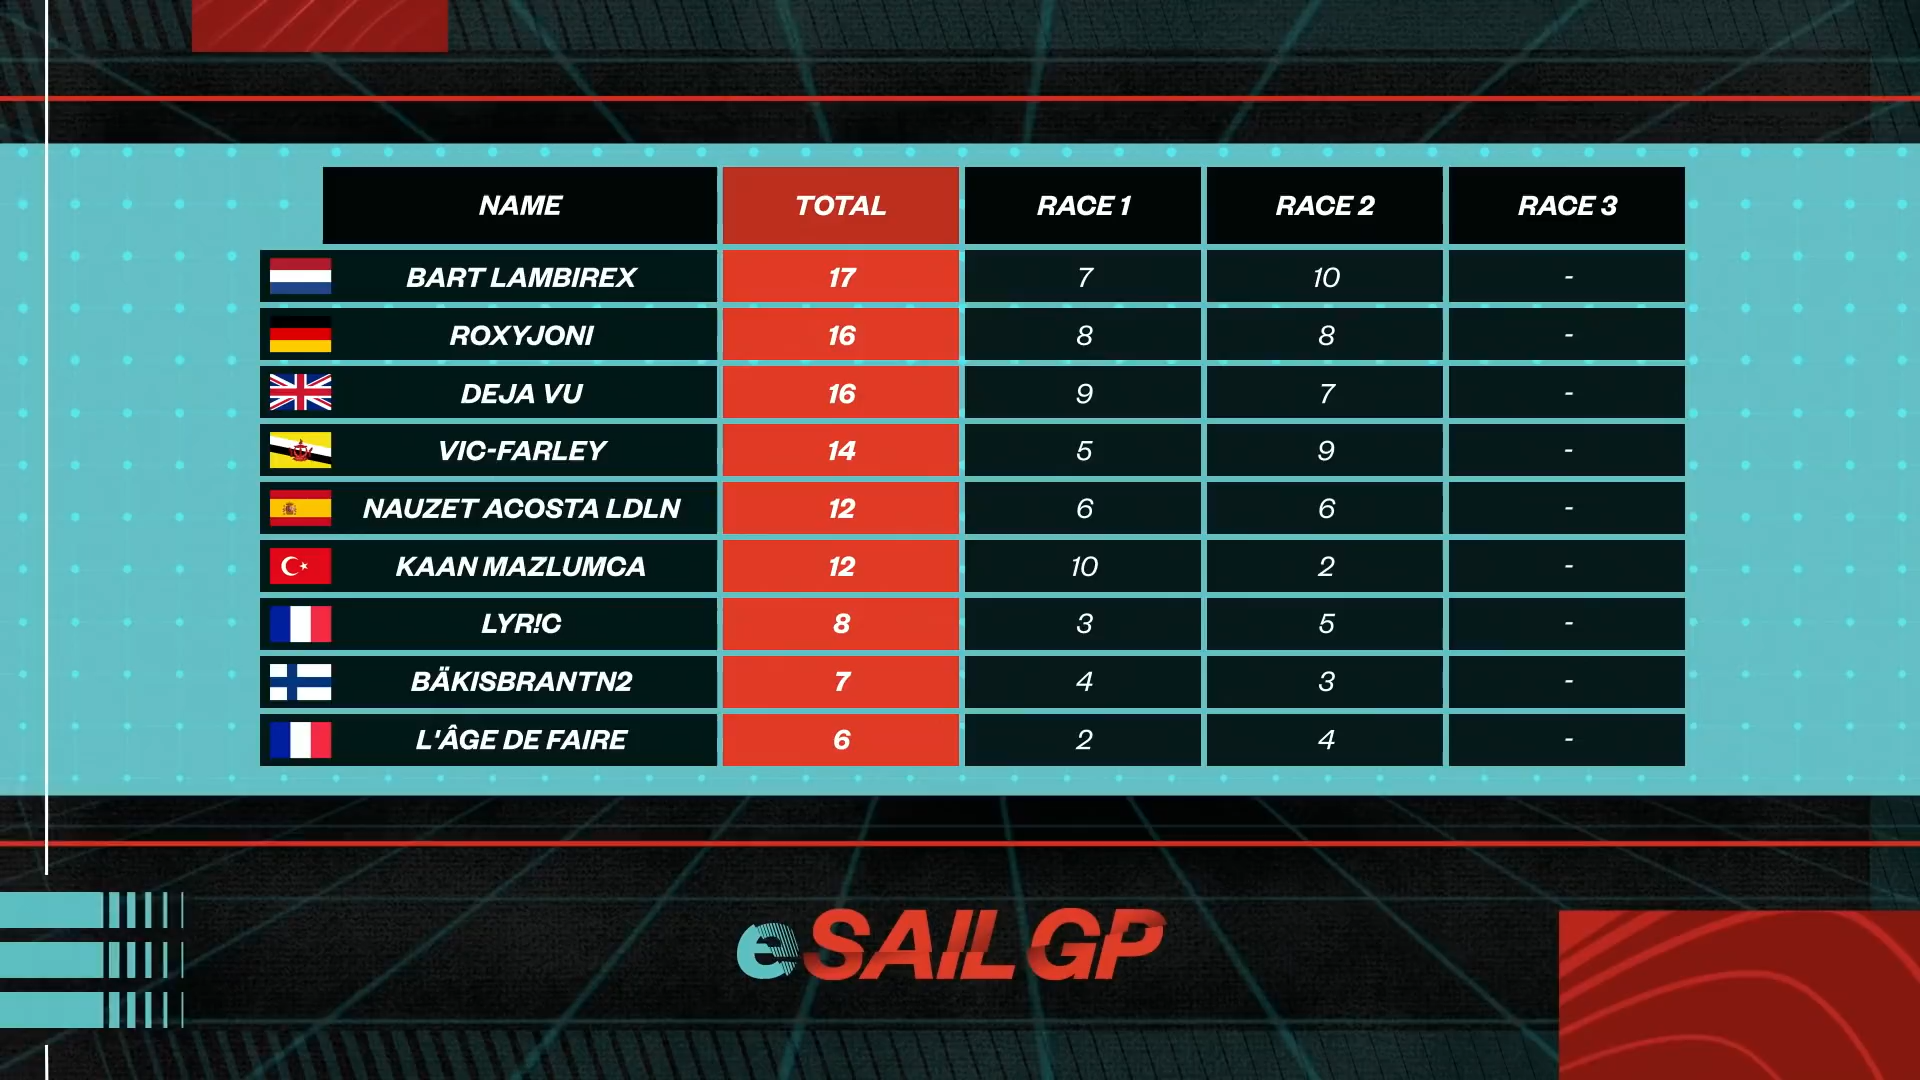 NAME TOTAL RACE 1 RACE 2 RACE 3
BART LAMBIREX 17 7 10 -
ROXYJONI 16 8 8 -
DEJA VU 16 9 7 -
VIC-FARLEY 14 5 9 -
NAUZET ACOSTA LDLN 12 6 6 -
KAAN MAZLUMCA 12 10 2 -
LYR!C 8 3 5 -
BÄKISBRANTN2 7 4 3 -
L'ÂGE DE FAIRE 6 2 4 -
eSAILGP